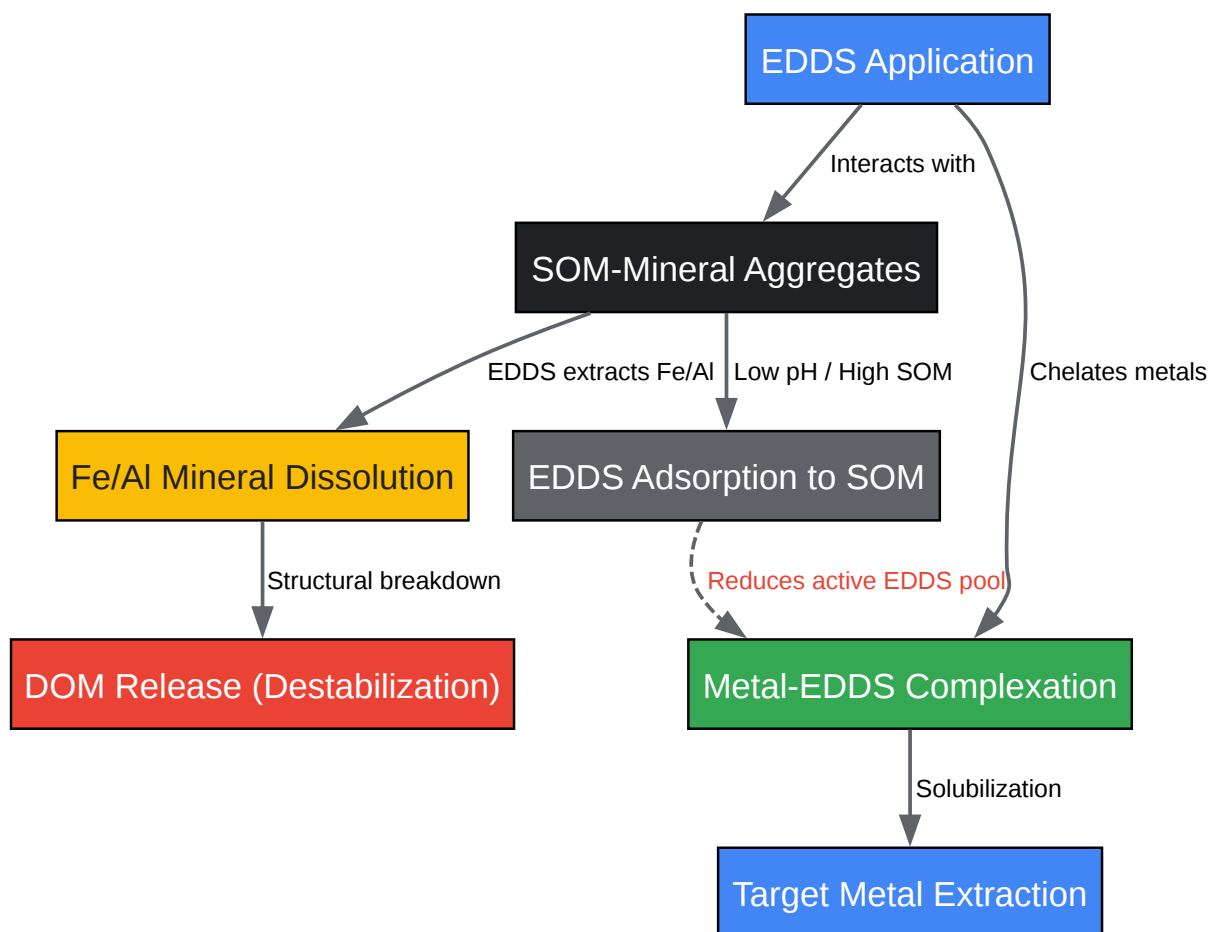 EDDS Application
Interacts with
SOM-Mineral Aggregates
EDDS extracts Fe/Al
Low pH / High SOM
Chelates metals
Fe/Al Mineral Dissolution
EDDS Adsorption to SOM
Structural breakdown
Reduces active EDDS pool
DOM Release (Destabilization)
Metal-EDDS Complexation
Solubilization
Target Metal Extraction